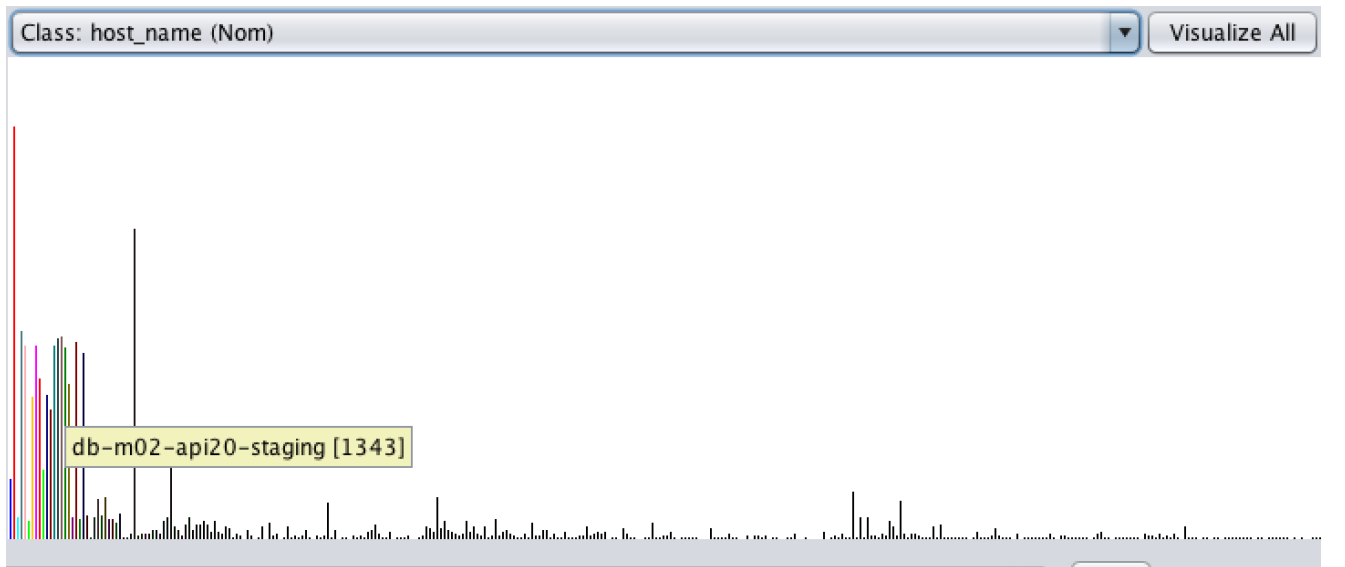 Class: host_name (Nom)
Visualize All
db-m02-api20-staging [1343]